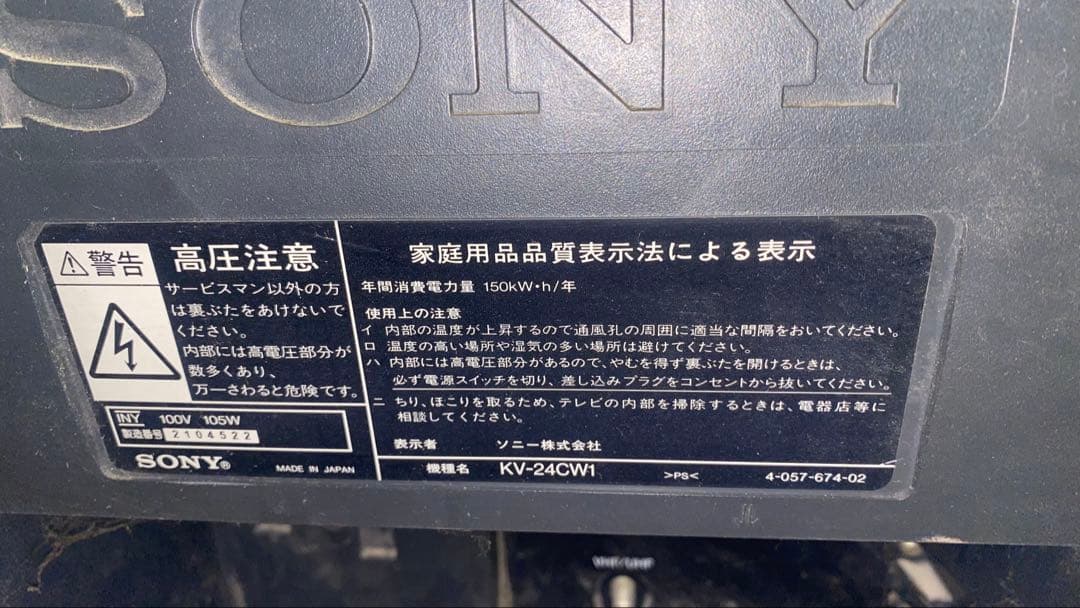 SONY
⚠警告
高圧注意
サービスマン以外の方
は裏ぶたをあけないで
ください。
内部には高電圧部分が
数多くあり、
万一さわると危険です。
INY 100V 105W
製造番号 2104522
SONY®
MADE IN JAPAN
家庭用品品質表示法による表示
年間消費電力量 150kW・h/年
使用上の注意
イ 内部の温度が上昇するので通風孔の周囲に適当な間隔をおいてください。
ロ 温度の高い場所や湿気の多い場所は避けてください。
ハ 内部には高電圧部分があるので、やむを得ず裏ぶたを開けるときは、
必ず電源スイッチを切り、差し込みプラグをコンセントから抜いてください。
ニ ちり、ほこりを取るため、テレビの内部を掃除するときは、電器店等に
相談してください。
表示者 ソニー株式会社
機種名 KV-24CW1 >PS< 4-057-674-02
VHF/UHF